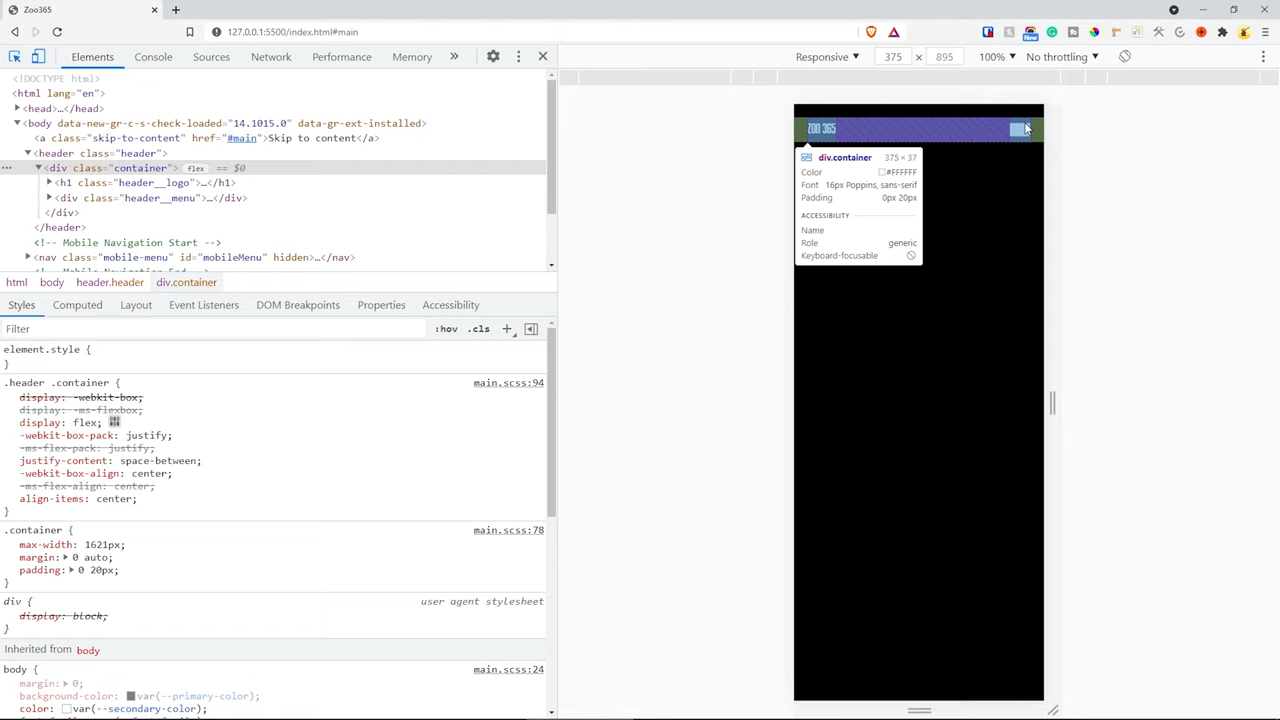 Zoo365
127.0.0.1:5500/index.html#main
New
Elements Console Sources Network Performance Memory
Responsive 375 × 895 100% No throttling
<!DOCTYPE html>
<html lang="en">
<head>…</head>
<body data-new-gr-c-s-check-loaded="14.1015.0" data-gr-ext-installed>
<a class="skip-to-content" href="#main">Skip to content</a>
<header class="header">
<div class="container"> flex == $0
<h1 class="header__logo">…</h1>
<div class="header__menu">…</div>
</div>
</header>
<!-- Mobile Navigation Start -->
<nav class="mobile-menu" id="mobileMenu" hidden>…</nav>
<!-- Mobile Navigation End -->
html body header.header div.container
Styles Computed Layout Event Listeners DOM Breakpoints Properties Accessibility
Filter :hov .cls
element.style {
}
.header .container { main.scss:94
display: -webkit-box;
display: -ms-flexbox;
display: flex;
-webkit-box-pack: justify;
-ms-flex-pack: justify;
justify-content: space-between;
-webkit-box-align: center;
-ms-flex-align: center;
align-items: center;
}
.container { main.scss:78
max-width: 1621px;
margin: 0 auto;
padding: 0 20px;
}
div { user agent stylesheet
display: block;
}
Inherited from body
body { main.scss:24
margin: 0;
background-color: var(--primary-color);
color: var(--secondary-color);
ZOO 365
div.container 375 × 37
Color #FFFFFF
Font 16px Poppins, sans-serif
Padding 0px 20px
ACCESSIBILITY
Name
Role generic
Keyboard-focusable